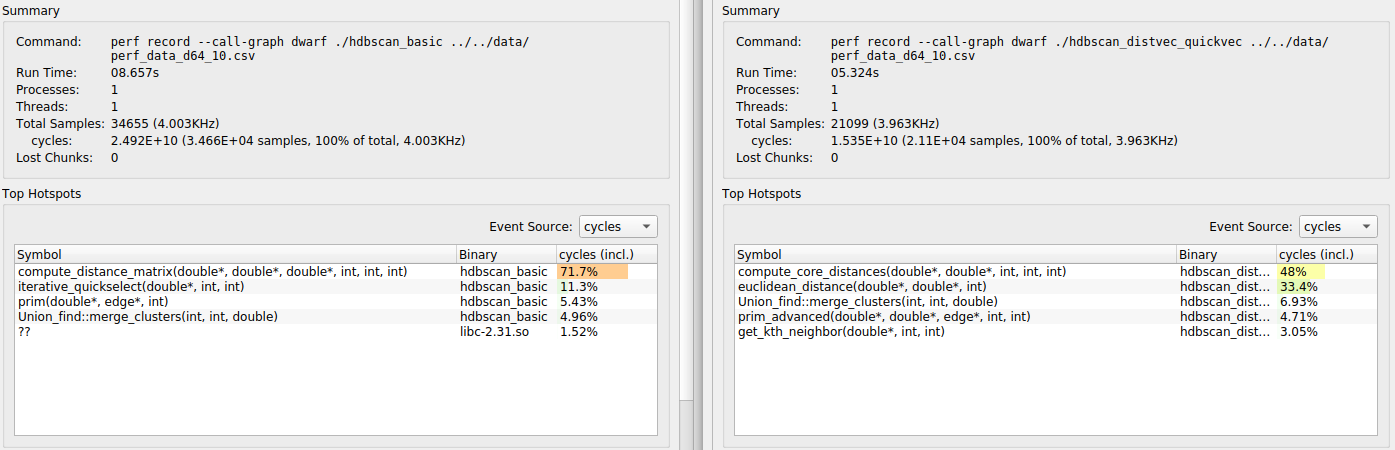 Summary
Command: perf record --call-graph dwarf ./hdbscan_basic ../../data/
perf_data_d64_10.csv
Run Time: 08.657s
Processes: 1
Threads: 1
Total Samples: 34655 (4.003KHz)
cycles: 2.492E+10 (3.466E+04 samples, 100% of total, 4.003KHz)
Lost Chunks: 0
Top Hotspots
Event Source: cycles
Symbol Binary cycles (incl.)
compute_distance_matrix(double*, double*, double*, int, int, int) hdbscan_basic 71.7%
iterative_quickselect(double*, int, int) hdbscan_basic 11.3%
prim(double*, edge*, int) hdbscan_basic 5.43%
Union_find::merge_clusters(int, int, double) hdbscan_basic 4.96%
?? libc-2.31.so 1.52%
Summary
Command: perf record --call-graph dwarf ./hdbscan_distvec_quickvec ../../data/
perf_data_d64_10.csv
Run Time: 05.324s
Processes: 1
Threads: 1
Total Samples: 21099 (3.963KHz)
cycles: 1.535E+10 (2.11E+04 samples, 100% of total, 3.963KHz)
Lost Chunks: 0
Top Hotspots
Event Source: cycles
Symbol Binary cycles (incl.)
compute_core_distances(double*, double*, int, int, int) hdbscan_dist... 48%
euclidean_distance(double*, double*, int) hdbscan_dist... 33.4%
Union_find::merge_clusters(int, int, double) hdbscan_dist... 6.93%
prim_advanced(double*, double*, edge*, int, int) hdbscan_dist... 4.71%
get_kth_neighbor(double*, int, int) hdbscan_dist... 3.05%